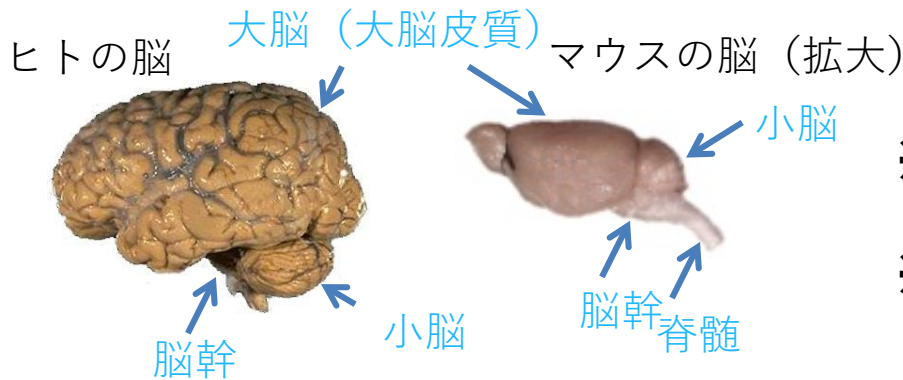 ヒトの脳
大脳（大脳皮質）
マウスの脳（拡大）
小脳
※
※
脳幹
小脳
脳幹
脊髄